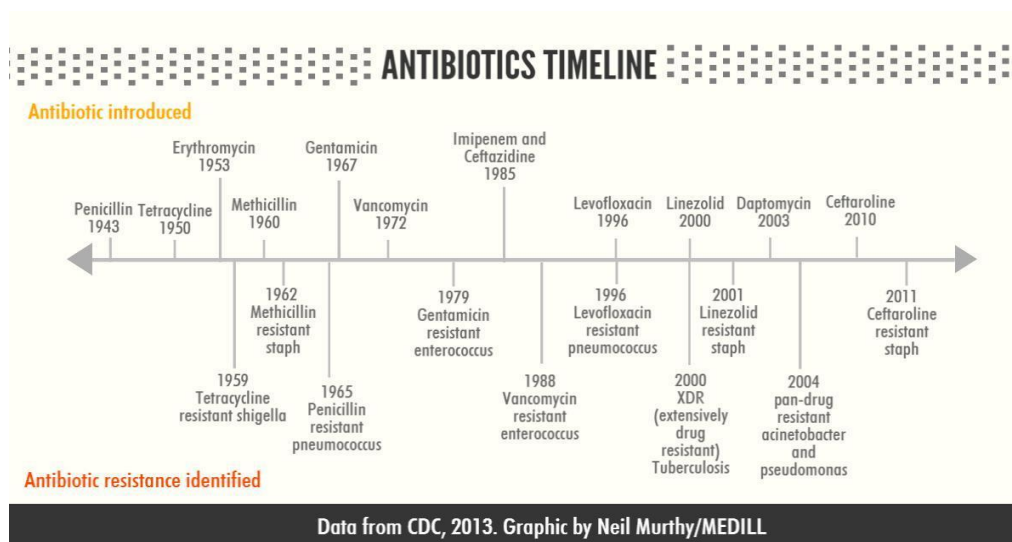 ANTIBIOTICS TIMELINE
Antibiotic introduced
Penicillin
1943
Tetracycline
1950
Erythromycin
1953
Methicillin
1960
Gentamicin
1967
Vancomycin
1972
Imipenem and
Ceftazidine
1985
Levofloxacin
1996
Linezolid
2000
Daptomycin
2003
Ceftaroline
2010
1959
Tetracycline
resistant shigella
1962
Methicillin
resistant
staph
1965
Penicillin
resistant
pneumococcus
1979
Gentamicin
resistant
enterococcus
1988
Vancomycin
resistant
enterococcus
1996
Levofloxacin
resistant
pneumococcus
2000
XDR
(extensively
drug
resistant)
Tuberculosis
2001
Linezolid
resistant
staph
2004
pan-drug
resistant
acinetobacter
and
pseudomonas
2011
Ceftaroline
resistant
staph
Antibiotic resistance identified
Data from CDC, 2013. Graphic by Neil Murthy/MEDILL